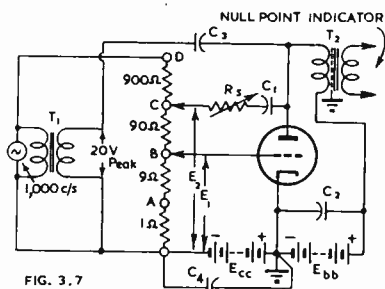 NULL POINT INDICATOR
C3
T2
D
900Ω
C
RS
C1
T1
90Ω
20V
Peak
B
E2
E1
9Ω
1,000 c/s
A
C2
1Ω
- +
- +
Ecc
Ebb
C4
FIG. 3.7